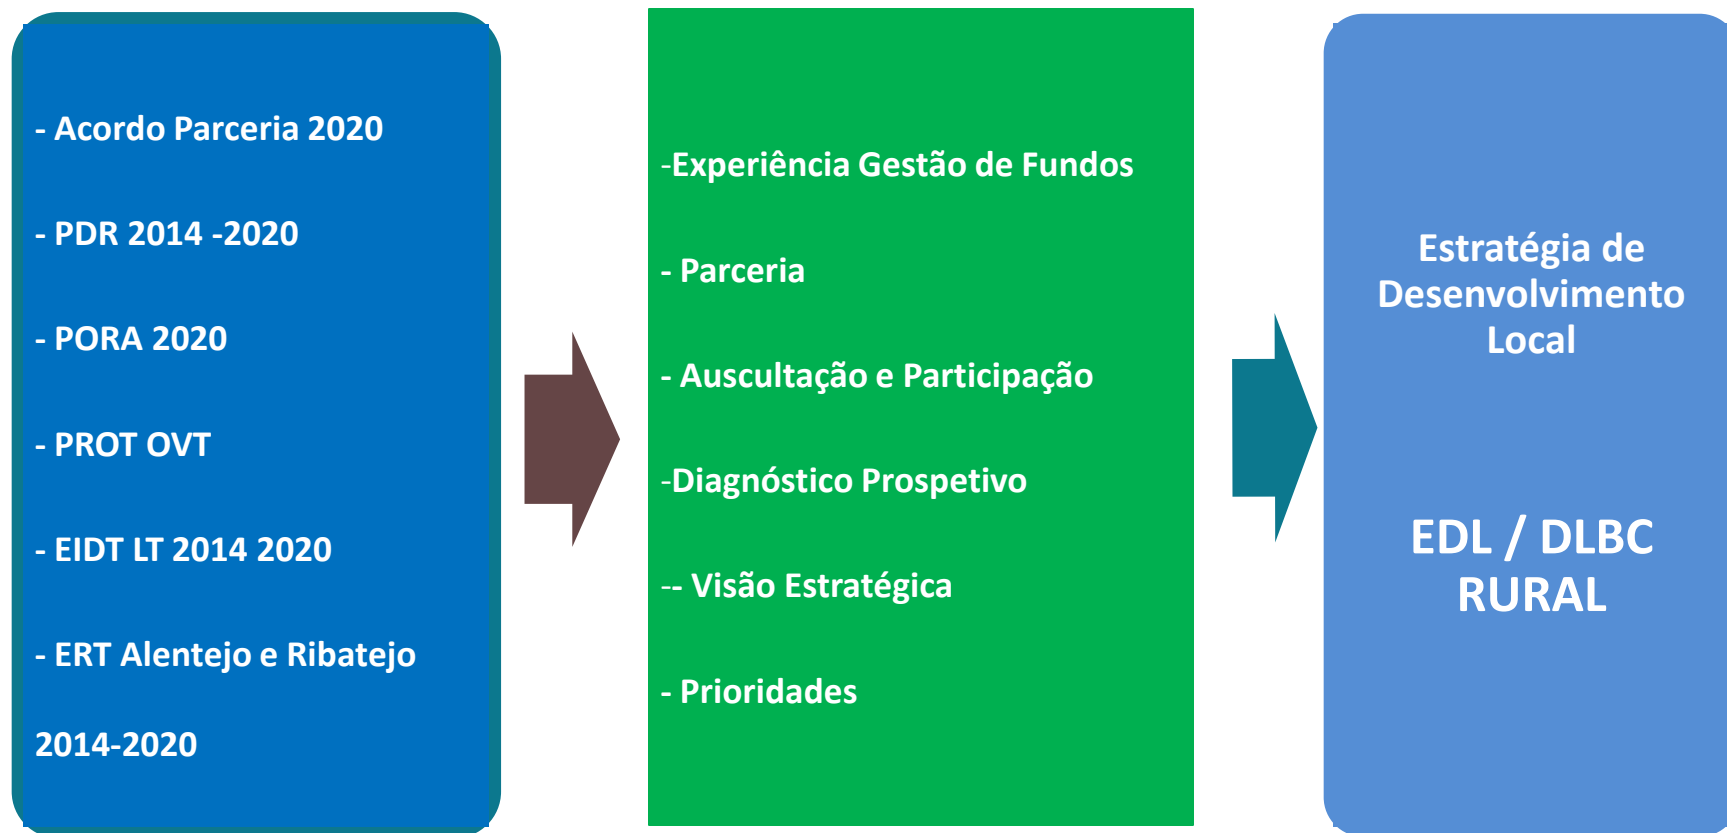 - Acordo Parceria 2020
- PDR 2014 -2020
- PORA 2020
- PROT OVT
- EIDT LT 2014 2020
- ERT Alentejo e Ribatejo
2014-2020
-Experiência Gestão de Fundos
- Parceria
- Auscultação e Participação
-Diagnóstico Prospetivo
-- Visão Estratégica
- Prioridades
Estratégia de
Desenvolvimento
Local
EDL / DLBC
RURAL